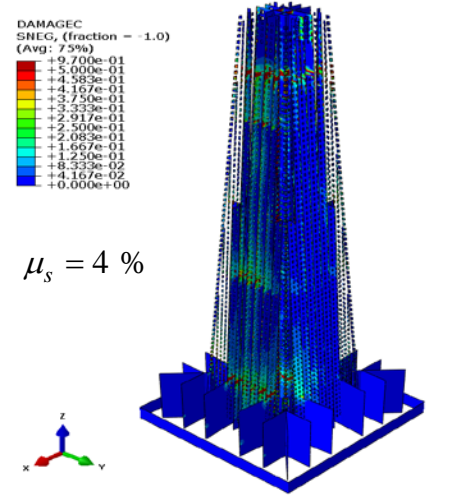 DAMAGEC
SNEG, (fraction = -1.0)
(Avg: 75%)
+9.700e-01
+5.000e-01
+4.583e-01
+4.167e-01
+3.750e-01
+3.333e-01
+2.917e-01
+2.500e-01
+2.083e-01
+1.667e-01
+1.250e-01
+8.333e-02
+4.167e-02
+0.000e+00
μₛ = 4 %
Z
X
Y